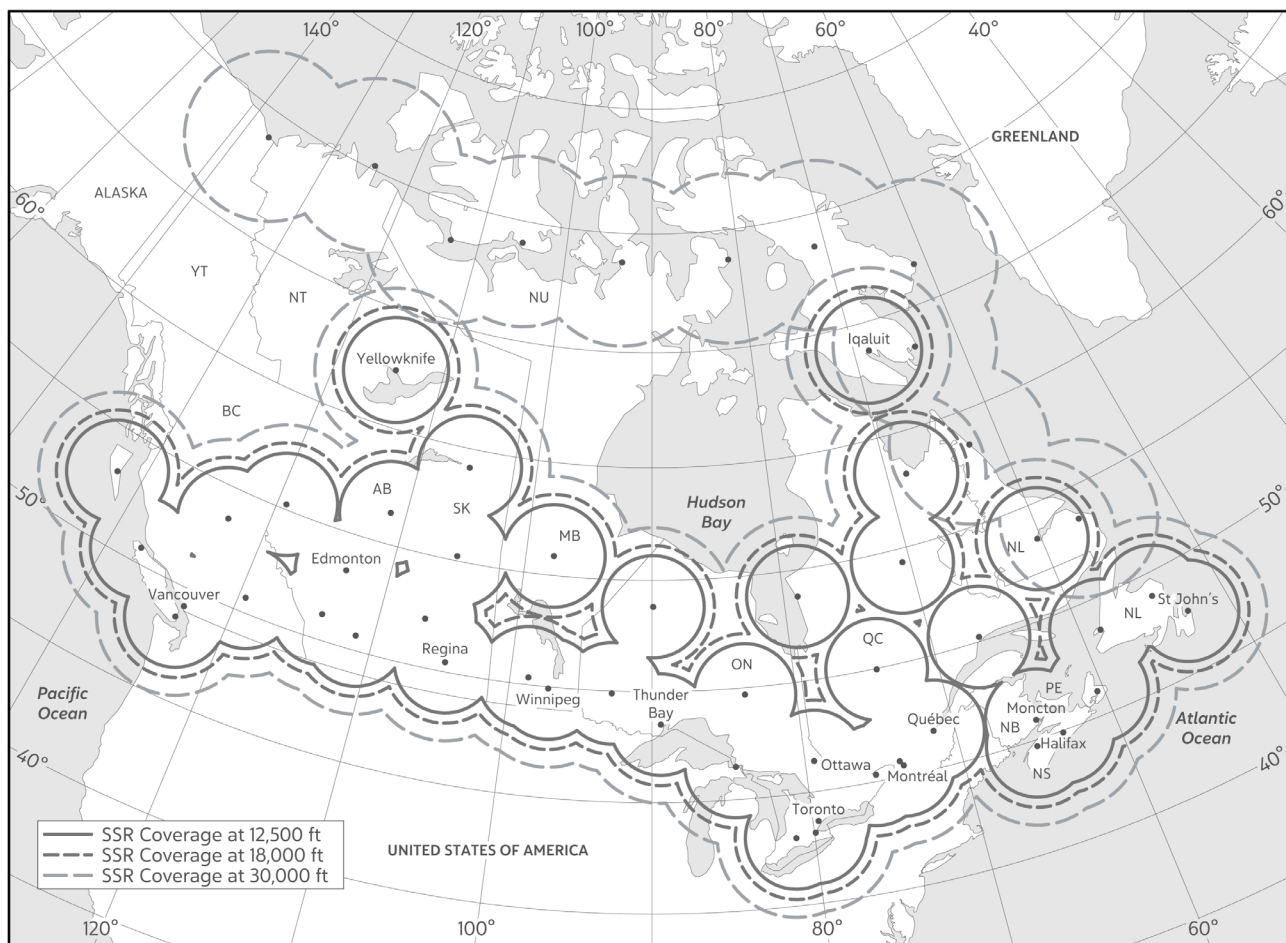 140°
120°
100°
80°
60°
40°
GREENLAND
ALASKA
60°
60°
YT
NT
NU
Iqaluit
Yellowknife
BC
AB
SK
50°
Hudson
Bay
50°
MB
NL
Edmonton
Vancouver
NL
St John's
QC
Regina
ON
PE
Pacific
Ocean
Winnipeg
Thunder
Bay
Moncton
NB
Québec
Atlantic
Ocean
Halifax
40°
Ottawa
Montréal
NS
40°
Toronto
SSR Coverage at 12,500 ft
SSR Coverage at 18,000 ft
SSR Coverage at 30,000 ft
UNITED STATES OF AMERICA
120°
100°
80°
60°